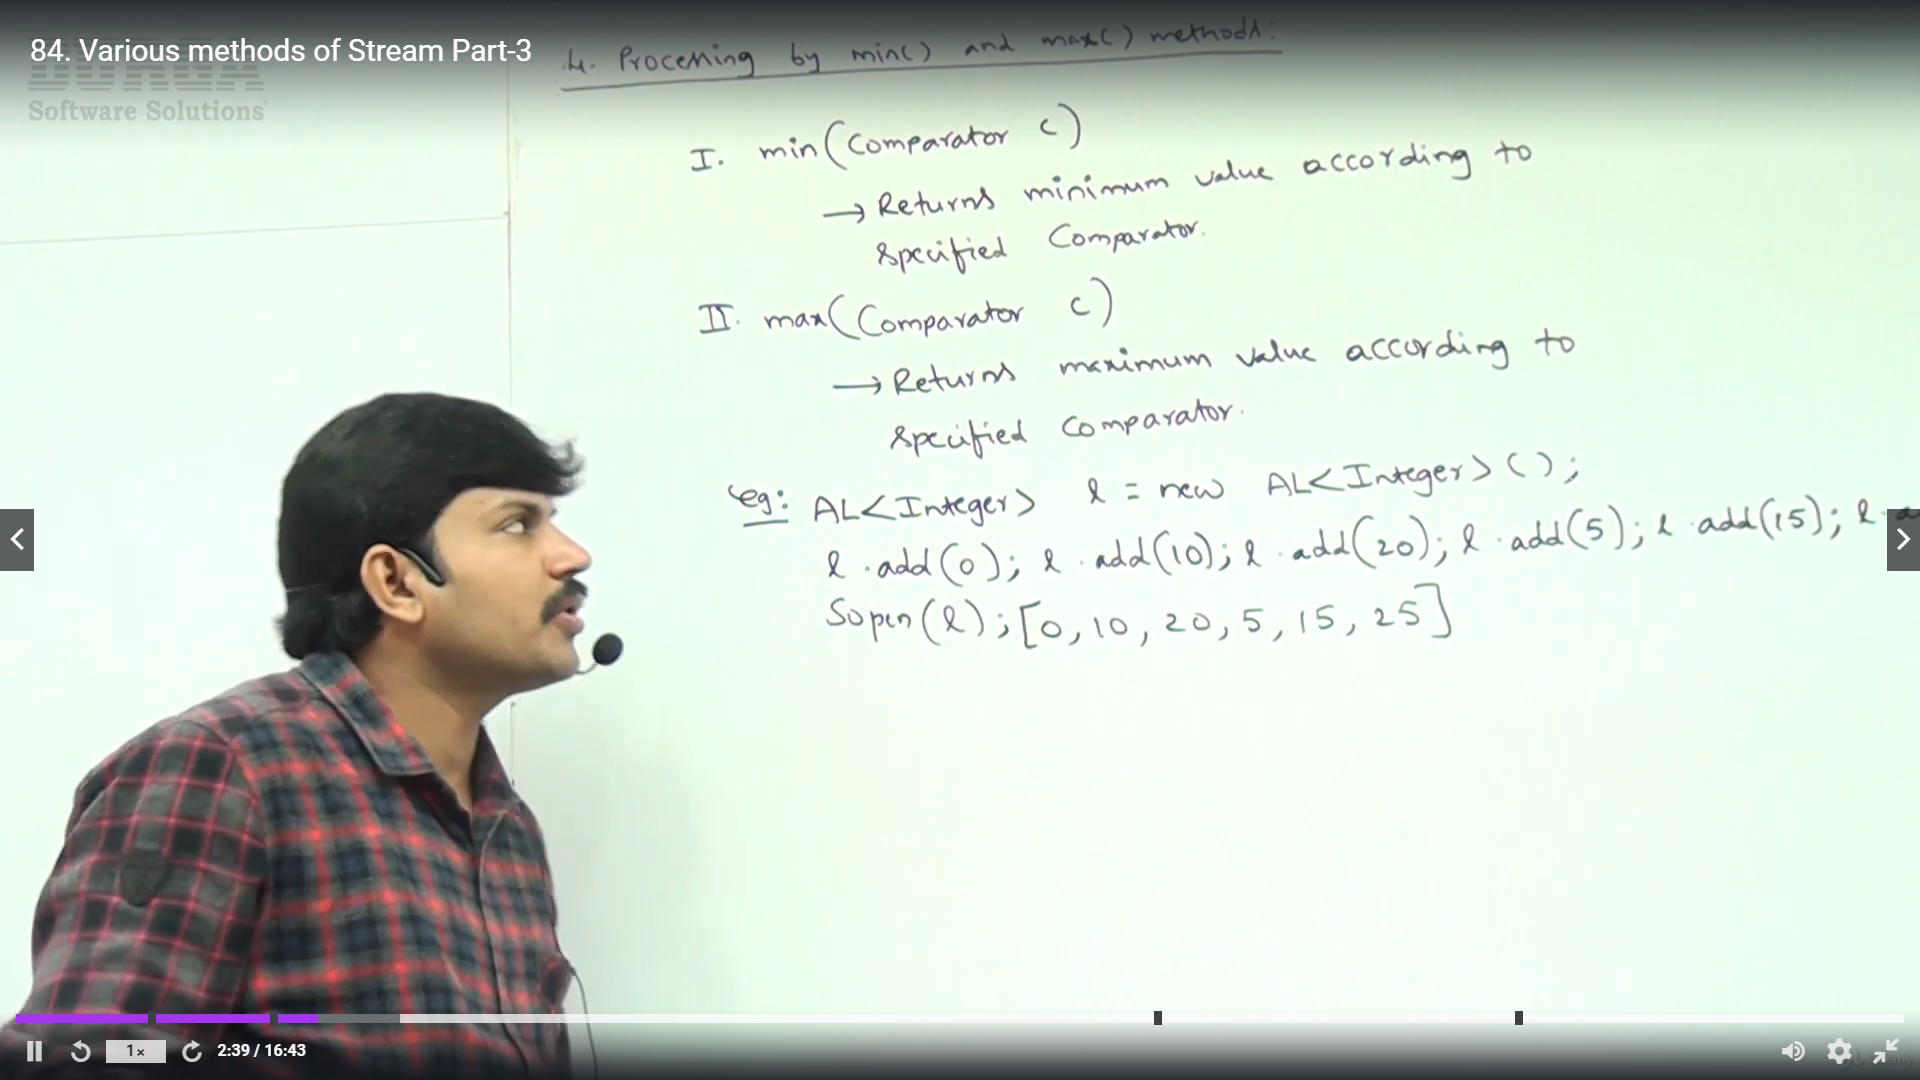 84. Various methods of Stream Part-3
DURGA
Software Solutions
4. Processing by min() and max() methods:
I. min(Comparator c)
→ Returns minimum value according to
specified Comparator.
II. max(Comparator c)
→ Returns maximum value according to
specified Comparator.
eg: AL<Integer> l = new AL<Integer>();
l.add(0); l.add(10); l.add(20); l.add(5); l.add(15); l.a
Sopln(l); [0, 10, 20, 5, 15, 25]
1×
2:39 / 16:43